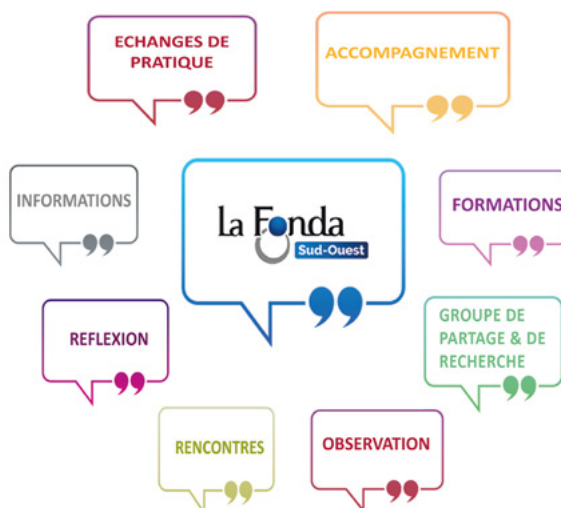 ECHANGES DE
PRATIQUE
ACCOMPAGNEMENT
INFORMATIONS
La Fonda
Sud-Ouest
FORMATIONS
REFLEXION
GROUPE DE
PARTAGE & DE
RECHERCHE
RENCONTRES
OBSERVATION